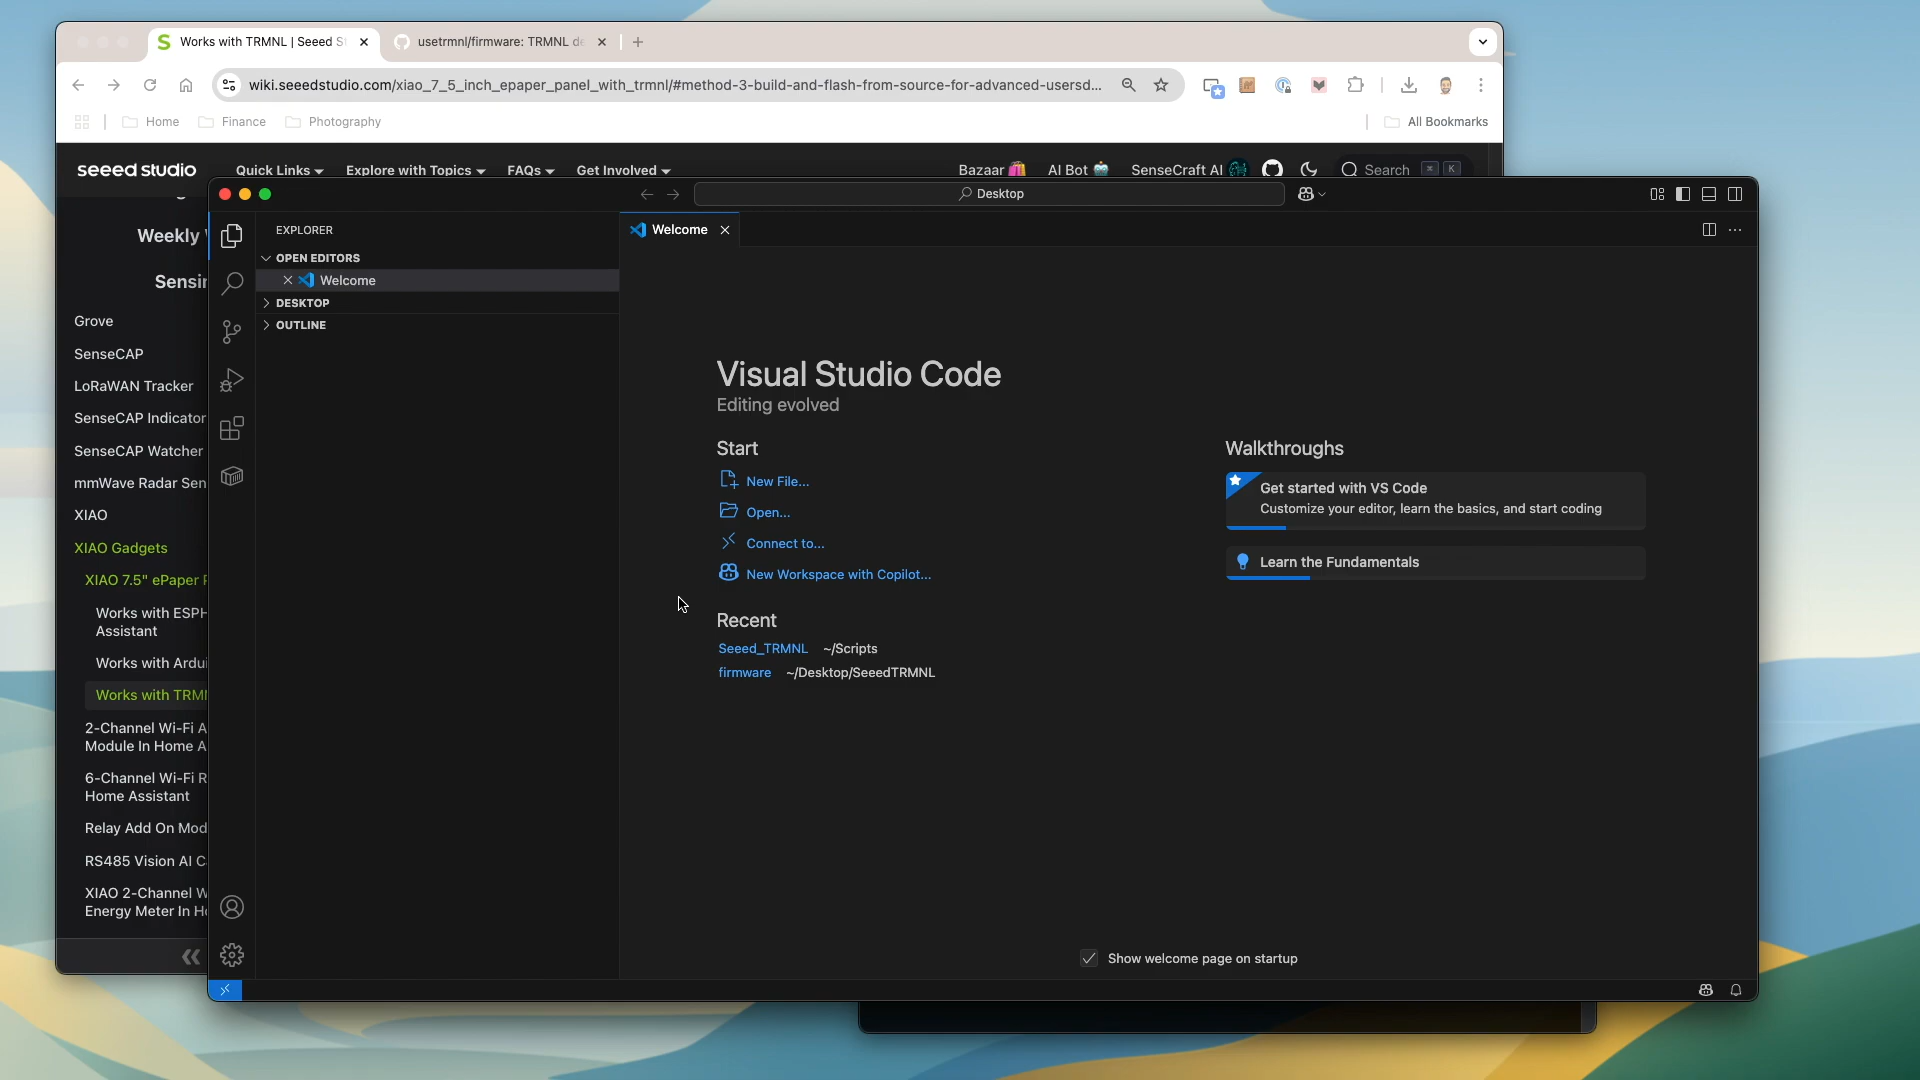 Works with TRMNL | Seeed S
usetrmnl/firmware: TRMNL de
wiki.seeedstudio.com/xiao_7_5_inch_epaper_panel_with_trmnl/#method-3-build-and-flash-from-source-for-advanced-usersd...
Home
Finance
Photography
All Bookmarks
seeed studio
Quick Links
Explore with Topics
FAQs
Get Involved
Bazaar
AI Bot
SenseCraft AI
Search
K
Weekly
Sensin
Grove
SenseCAP
LoRaWAN Tracker
SenseCAP Indicator
SenseCAP Watcher
mmWave Radar Sen
XIAO
XIAO Gadgets
XIAO 7.5" ePaper P
Works with ESPH
Assistant
Works with Ardui
Works with TRMN
2-Channel Wi-Fi A
Module In Home A
6-Channel Wi-Fi R
Home Assistant
Relay Add On Mod
RS485 Vision AI C
XIAO 2-Channel W
Energy Meter In Ho
Desktop
EXPLORER
OPEN EDITORS
Welcome
DESKTOP
OUTLINE
Welcome
Visual Studio Code
Editing evolved
Start
New File...
Open...
Connect to...
New Workspace with Copilot...
Recent
Seeed_TRMNL ~/Scripts
firmware ~/Desktop/SeeedTRMNL
Walkthroughs
Get started with VS Code
Customize your editor, learn the basics, and start coding
Learn the Fundamentals
Show welcome page on startup